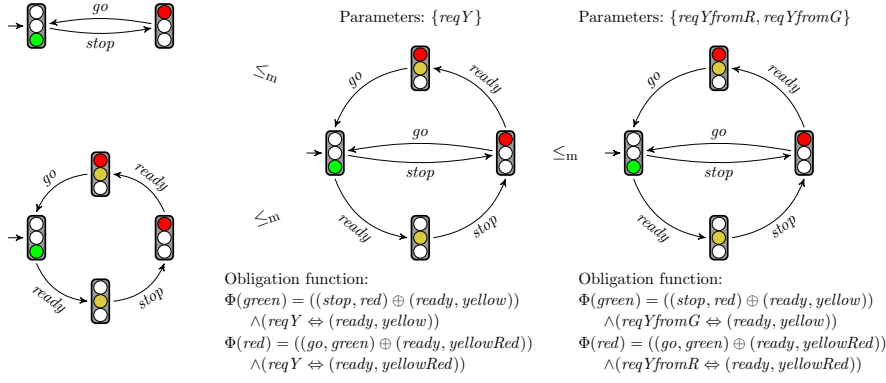 go
stop
go
ready
ready
stop
≤m
≤m
Parameters: {reqY}
go
ready
go
stop
ready
stop
Obligation function:
Φ(green) = ((stop, red) ⊕ (ready, yellow))
∧(reqY ⇔ (ready, yellow))
Φ(red) = ((go, green) ⊕ (ready, yellowRed))
∧(reqY ⇔ (ready, yellowRed))
≤m
Parameters: {reqYfromR, reqYfromG}
go
ready
go
stop
ready
stop
Obligation function:
Φ(green) = ((stop, red) ⊕ (ready, yellow))
∧(reqYfromG ⇔ (ready, yellow))
Φ(red) = ((go, green) ⊕ (ready, yellowRed))
∧(reqYfromR ⇔ (ready, yellowRed))